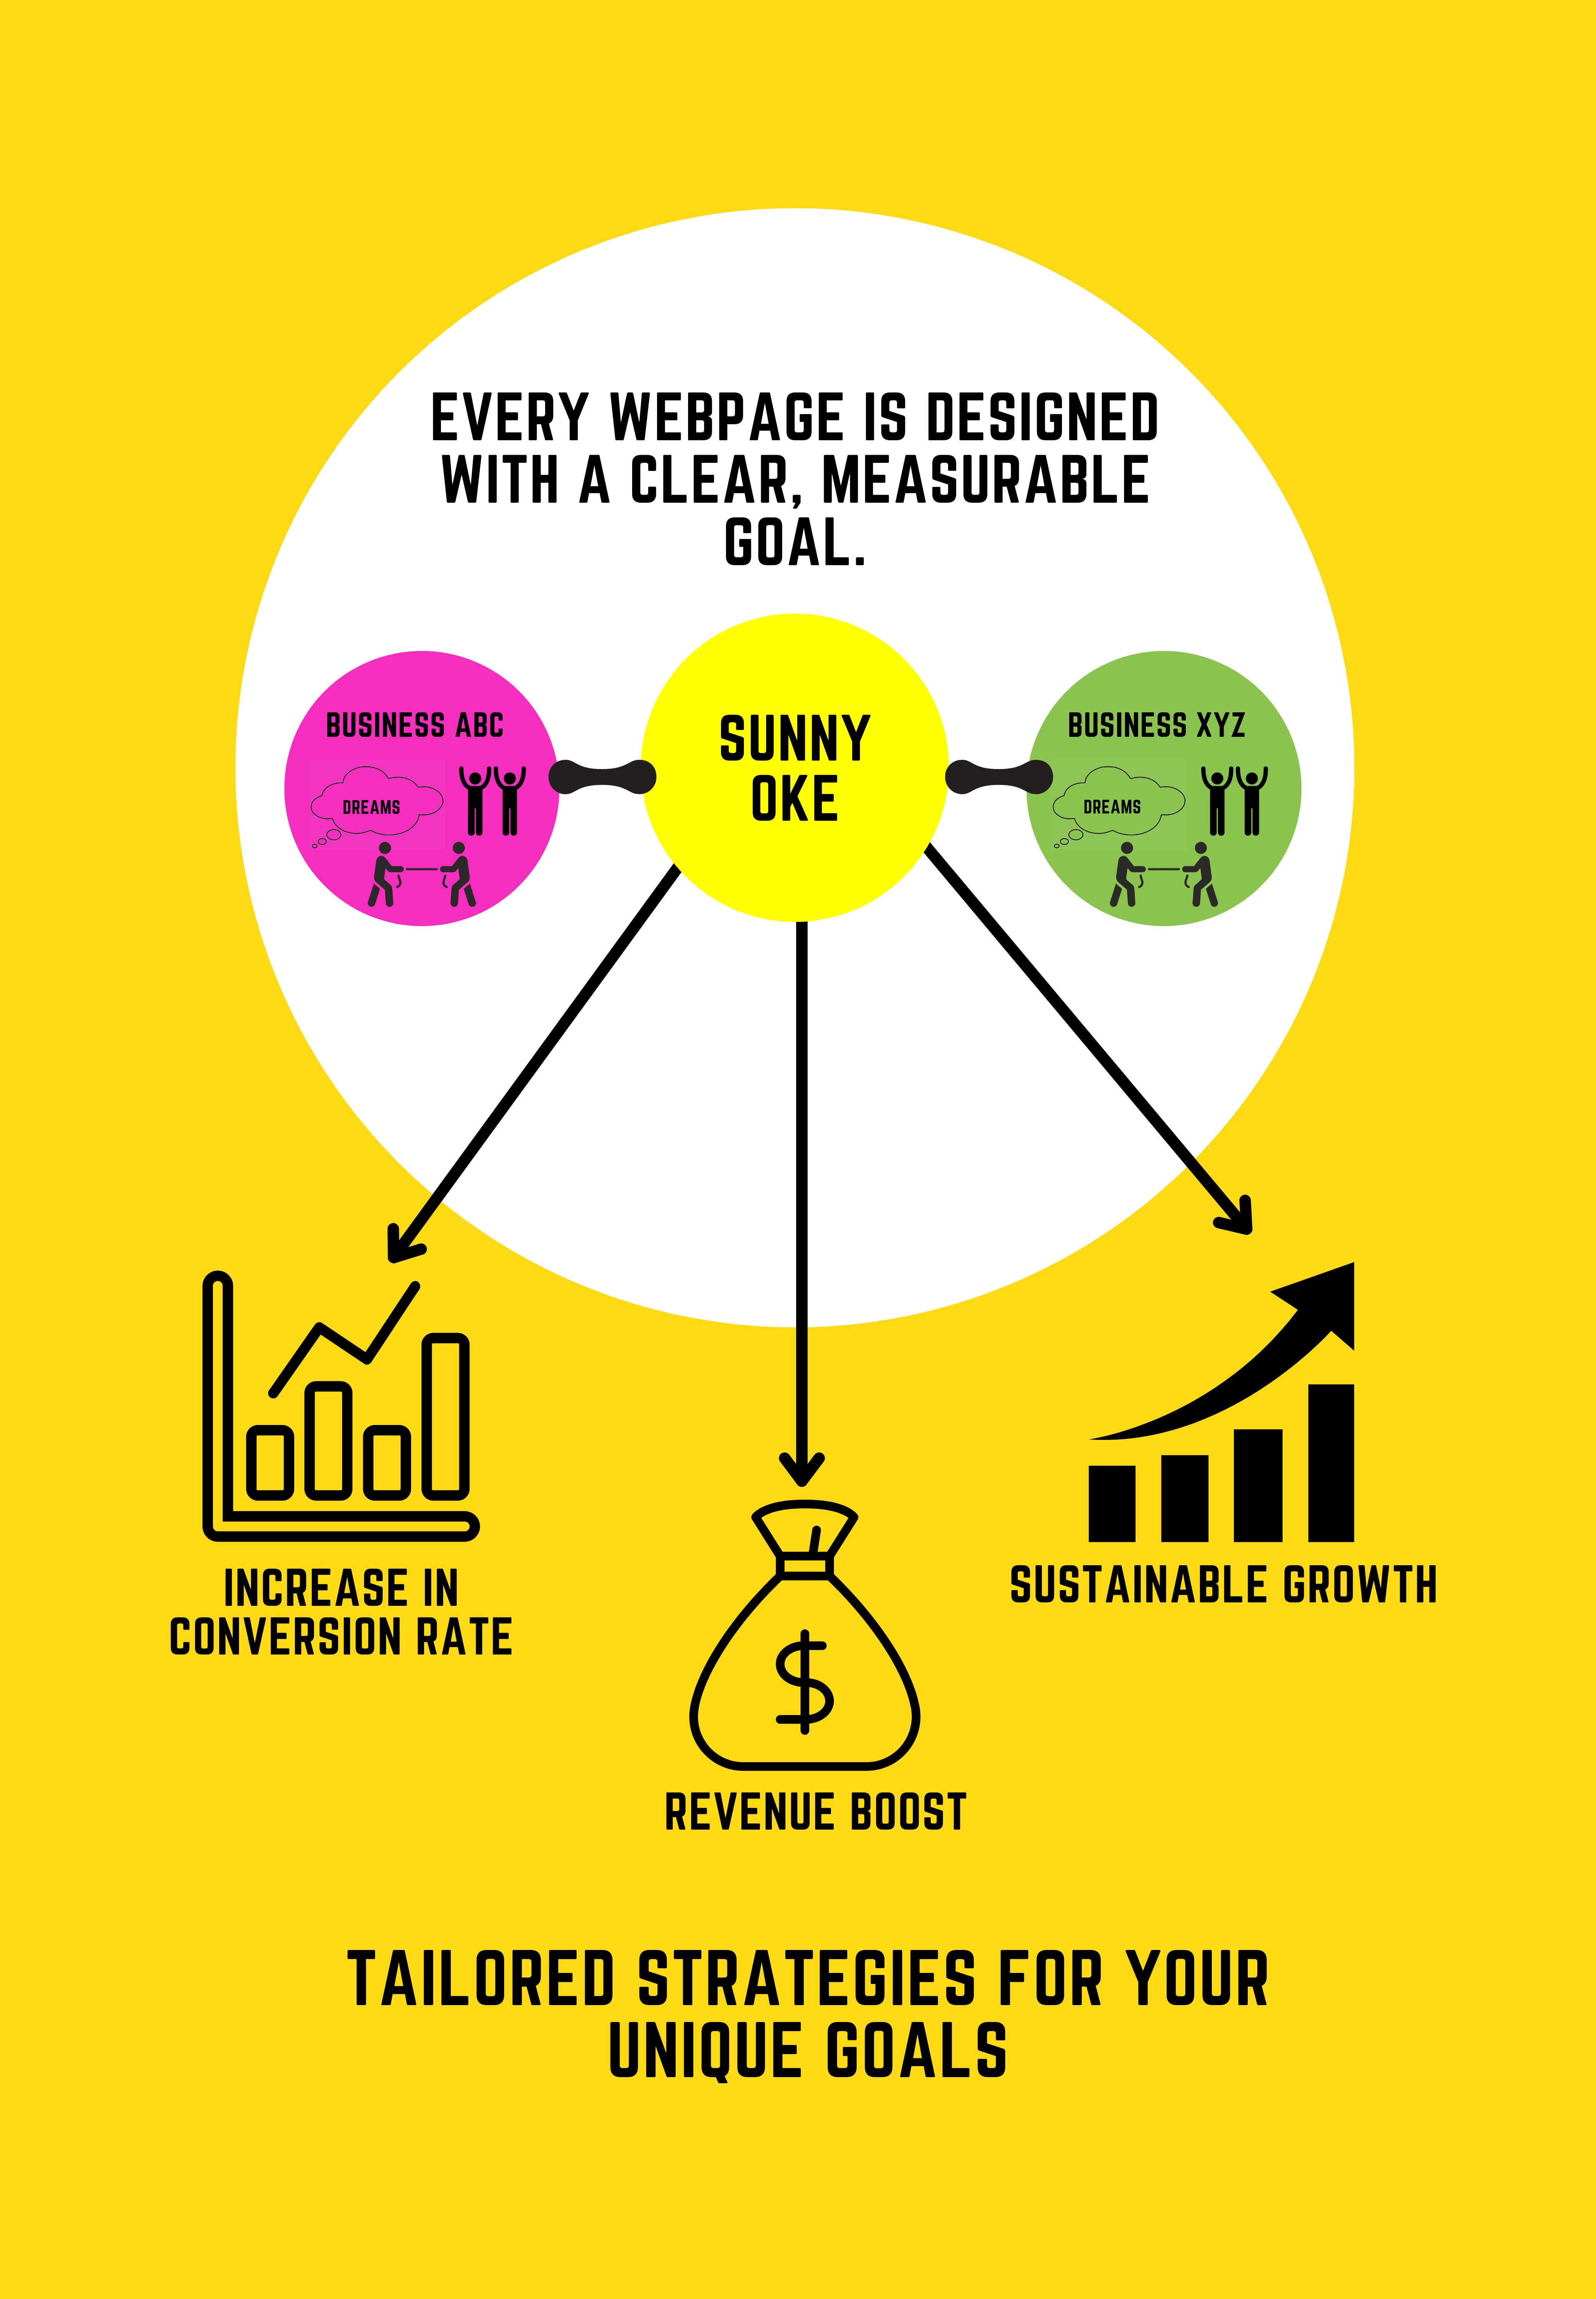 EVERY WEBPAGE IS DESIGNED
WITH A CLEAR, MEASURABLE
GOAL.
BUSINESS ABC
DREAMS
SUNNY
OKE
BUSINESS XYZ
DREAMS
INCREASE IN
CONVERSION RATE
$
REVENUE BOOST
SUSTAINABLE GROWTH
TAILORED STRATEGIES FOR YOUR
UNIQUE GOALS